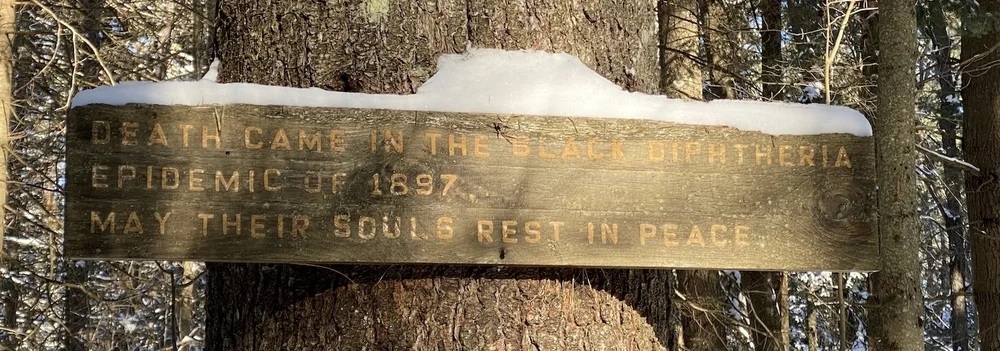 DEATH CAME IN THE BLACK DIPHTHERIA
EPIDEMIC OF 1897.
MAY THEIR SOULS REST IN PEACE.